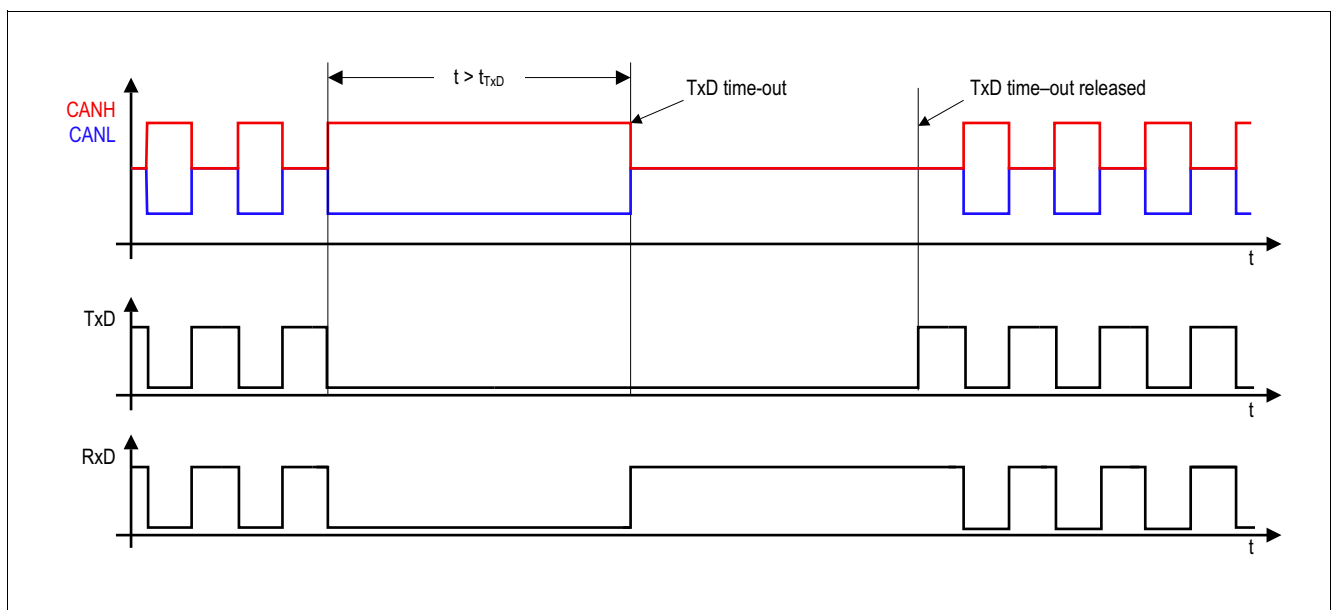 t > tTxD
TxD time-out
TxD time–out released
CANH
CANL
t
TxD
t
RxD
t